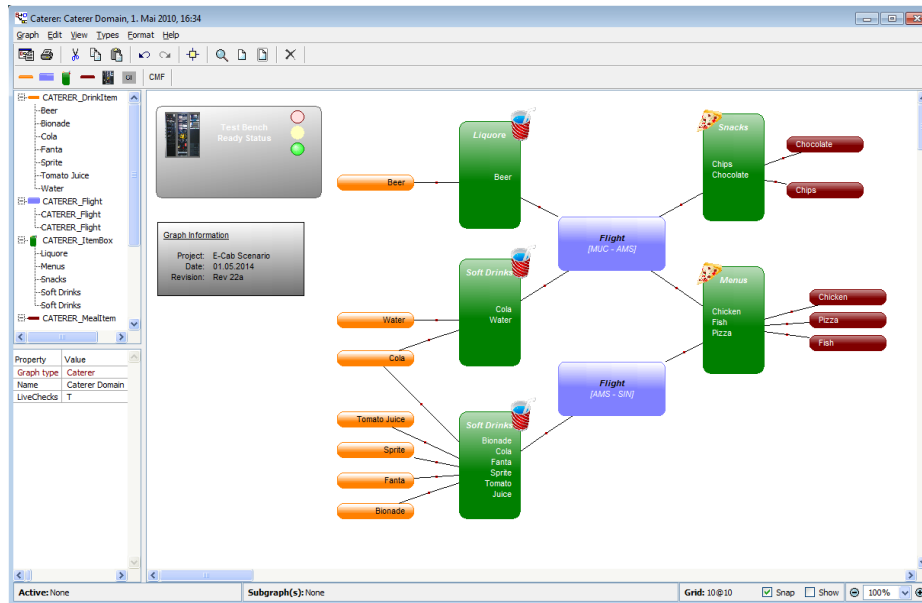 Caterer: Caterer Domain, 1. Mai 2010, 16:34
Graph Edit View Types Format Help
CMF
CATERER_DrinkItem
Beer
Bionade
Cola
Fanta
Sprite
Tomato Juice
Water
CATERER_Flight
CATERER_Flight
CATERER_Flight
CATERER_ItemBox
Liquore
Menus
Snacks
Soft Drinks
Soft Drinks
CATERER_MealItem
Property Value
Graph type Caterer
Name Caterer Domain
LiveChecks T
Test Bench
Ready Status
Graph Information
Project: E-Cab Scenario
Date: 01.05.2014
Revision: Rev 22a
Beer
Liquore
Beer
Snacks
Chips
Chocolate
Chocolate
Chips
Flight
[MUC - AMS]
Water
Cola
Soft Drinks
Cola
Water
Menus
Chicken
Fish
Pizza
Chicken
Pizza
Fish
Flight
[AMS - SIN]
Tomato Juice
Sprite
Fanta
Bionade
Soft Drinks
Bionade
Cola
Fanta
Sprite
Tomato
Juice
Active: None Subgraph(s): None Grid: 10@10 Snap Show 100%